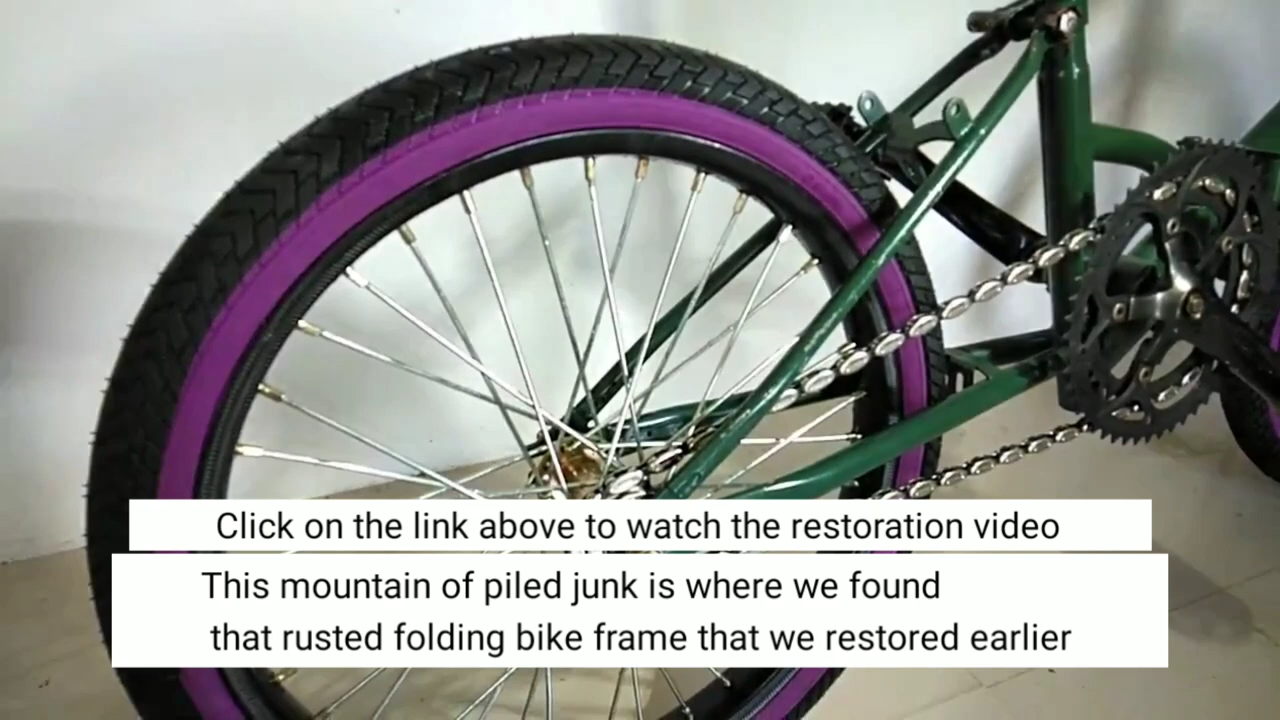 Click on the link above to watch the restoration video
This mountain of piled junk is where we found
that rusted folding bike frame that we restored earlier